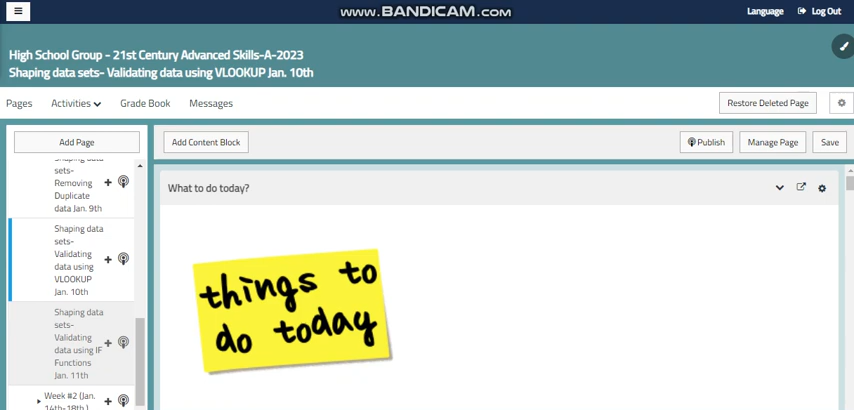 WWW.BANDICAM.COM
Language
Log Out
High School Group - 21st Century Advanced Skills-A-2023
Shaping data sets- Validating data using VLOOKUP Jan. 10th
Pages
Activities
Grade Book
Messages
Restore Deleted Page
Add Page
Add Content Block
Publish
Manage Page
Save
Shaping data
sets-
Removing
Duplicate
data Jan. 9th
Shaping data
sets-
Validating
data using
VLOOKUP
Jan. 10th
Shaping data
sets-
Validating
data using IF
Functions
Jan. 11th
Week #2 (Jan.
14th-18th )
What to do today?
things to
do today